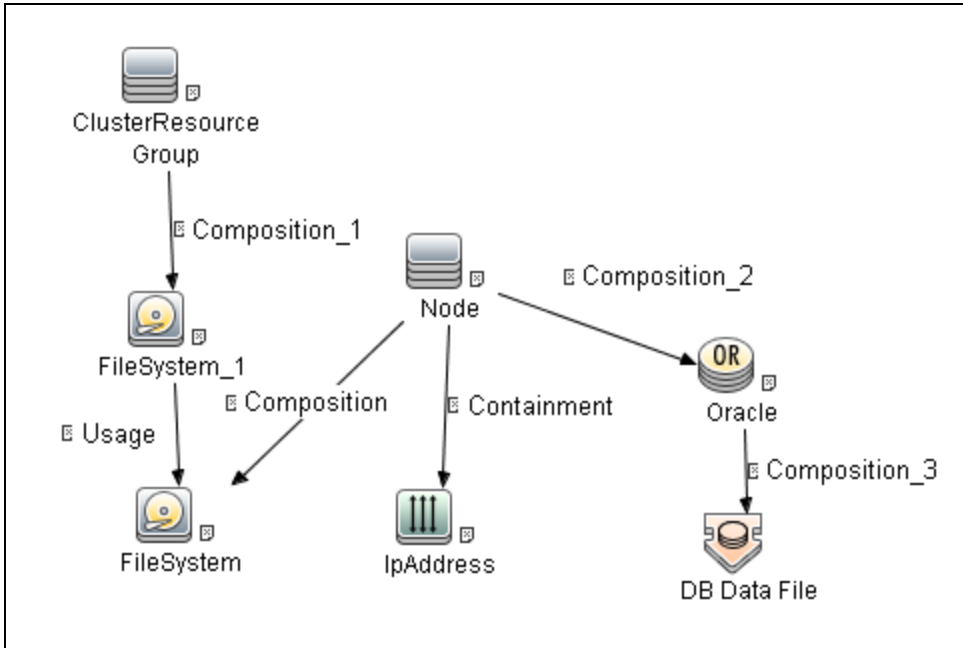 ClusterResource
Group
Composition_1
Node
Composition_2
FileSystem_1
OR
Oracle
Composition
Containment
Usage
Composition_3
FileSystem
IpAddress
DB Data File